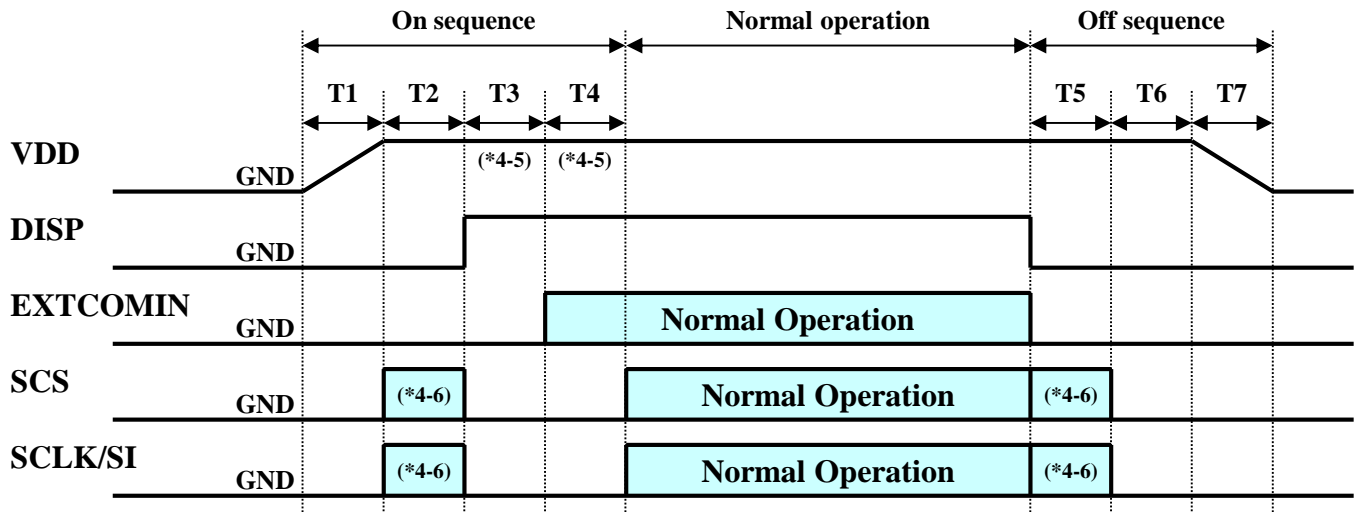 On sequence Normal operation Off sequence
T1 T2 T3 T4 T5 T6 T7
VDD GND (*4-5) (*4-5)
DISP GND
EXTCOMIN GND Normal Operation
SCS GND (*4-6) Normal Operation (*4-6)
SCLK/SI GND (*4-6) Normal Operation (*4-6)